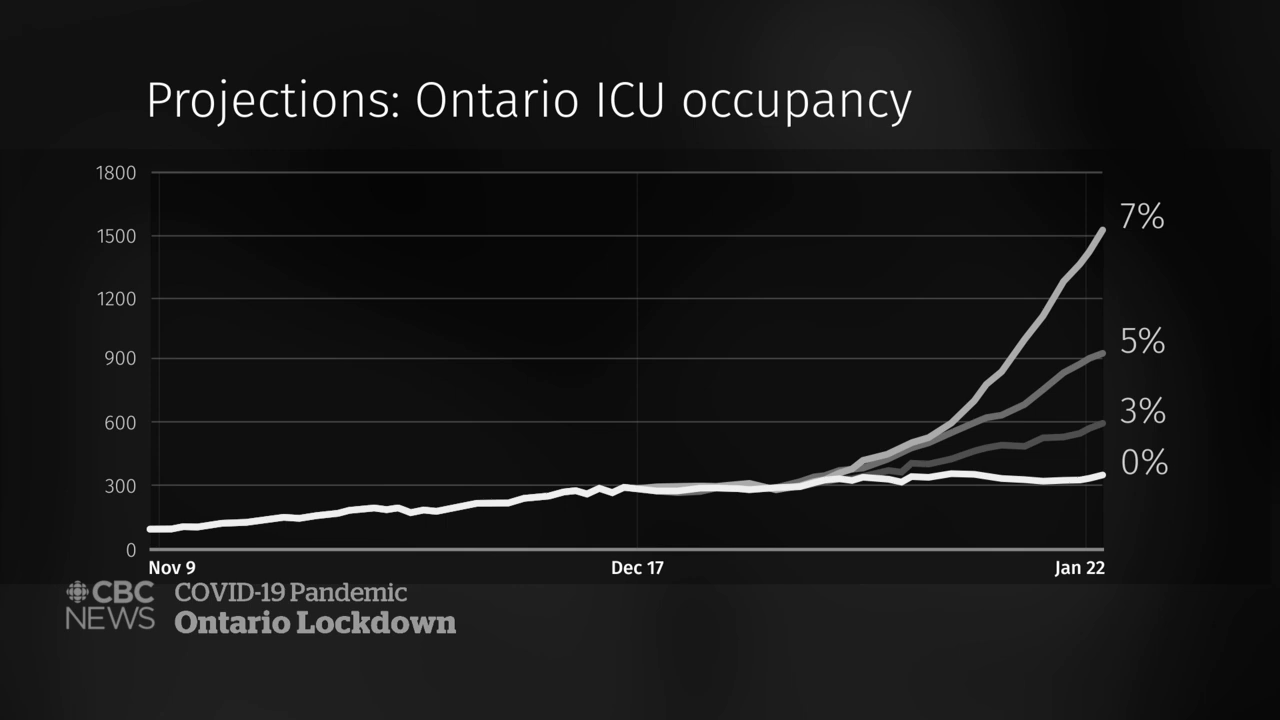 Projections: Ontario ICU occupancy
1800
1500
1200
900
600
300
0
7%
5%
3%
0%
Nov 9
Dec 17
Jan 22
CBC
NEWS
COVID-19 Pandemic
Ontario Lockdown